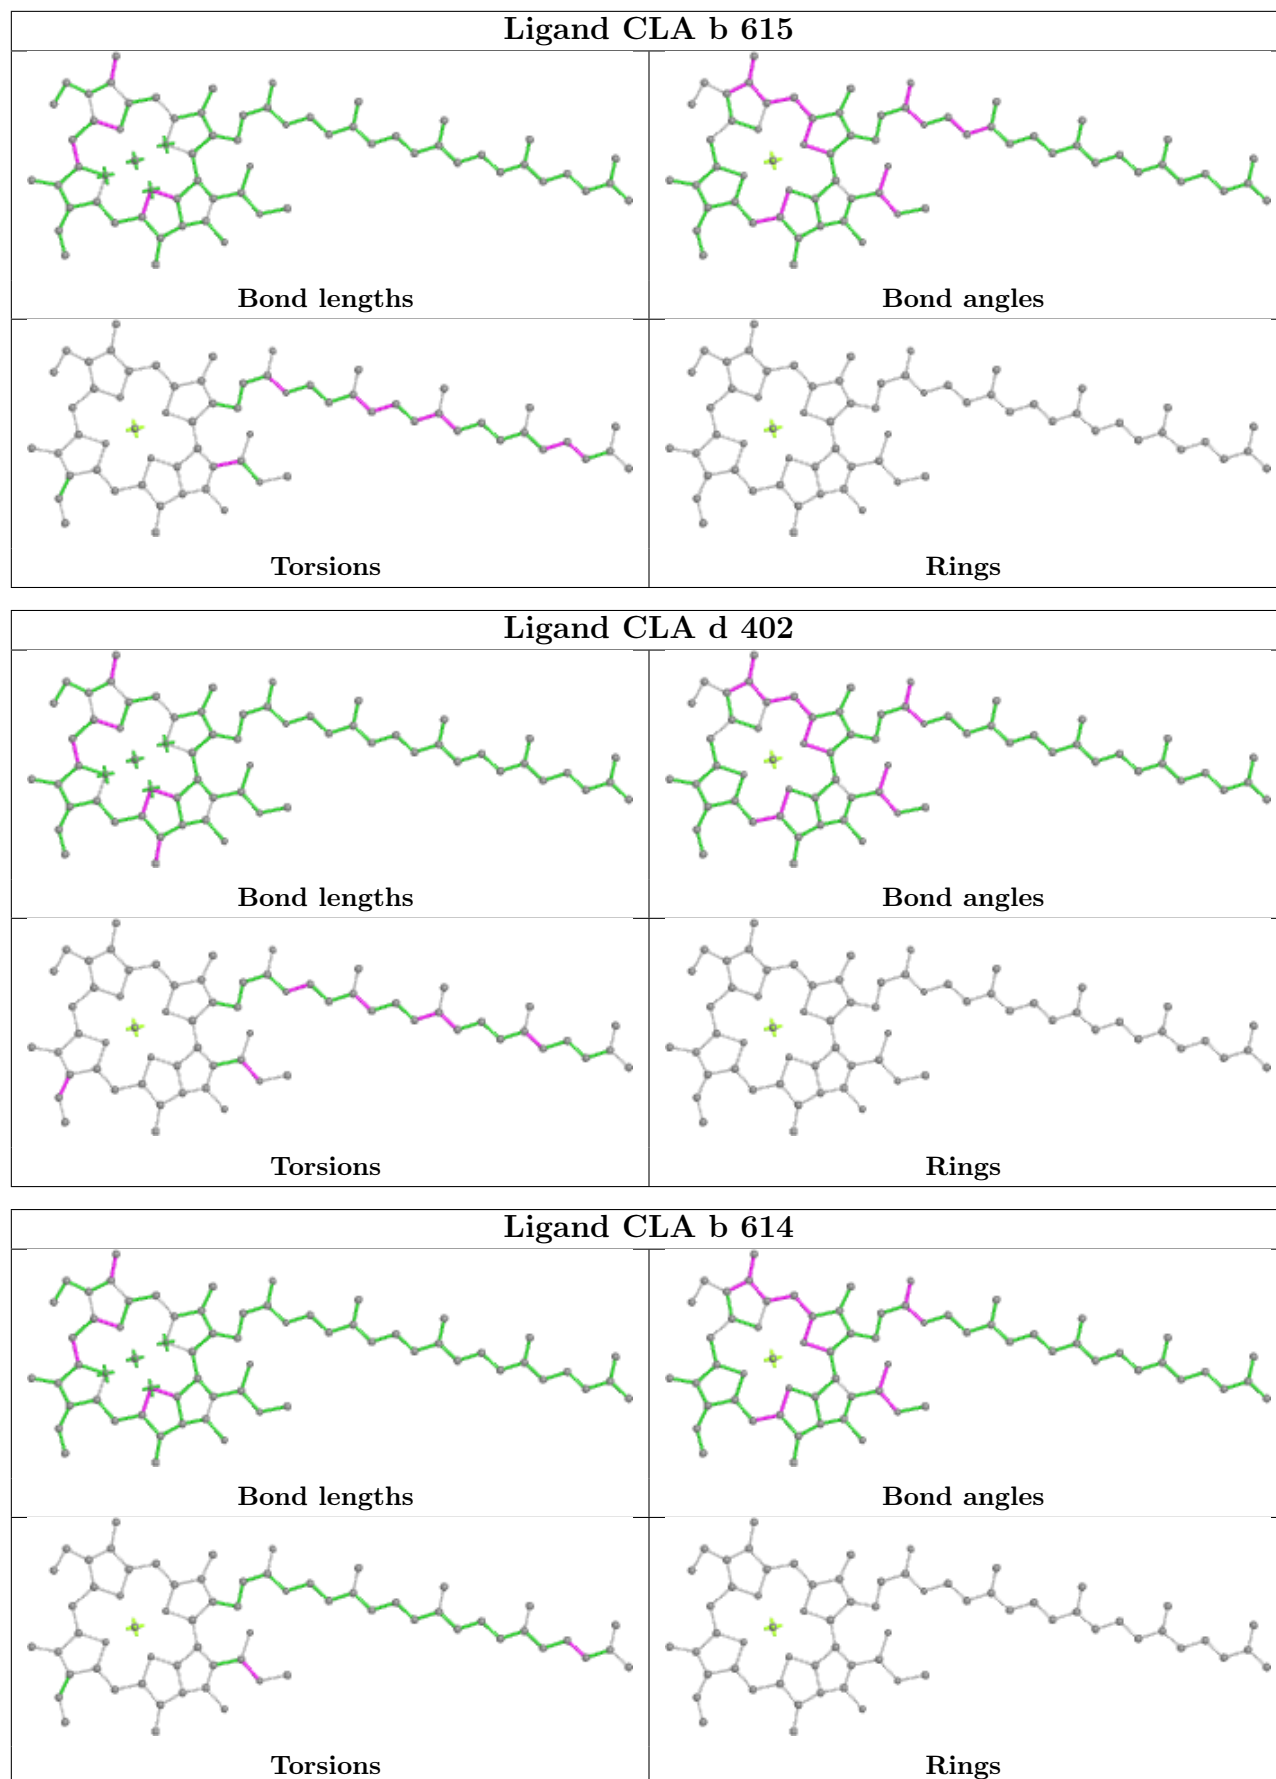 Ligand CLA b 615
Bond lengths
Bond angles
Torsions
Rings
Ligand CLA d 402
Bond lengths
Bond angles
Torsions
Rings
Ligand CLA b 614
Bond lengths
Bond angles
Torsions
Rings